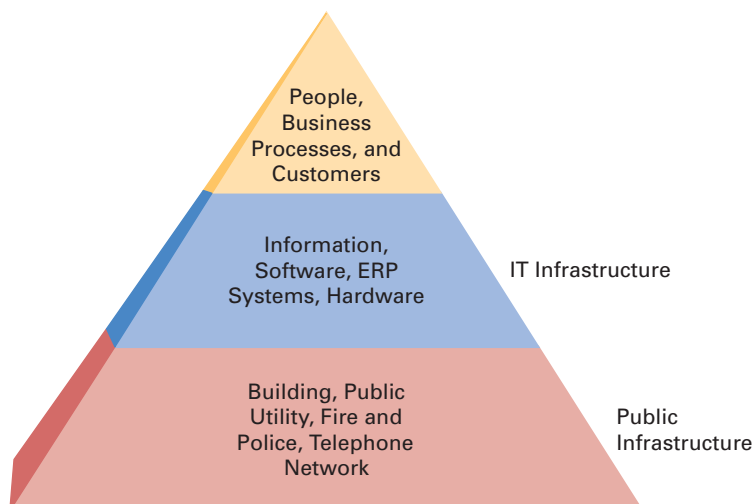 People,
Business
Processes, and
Customers
Information,
Software, ERP
Systems, Hardware
IT Infrastructure
Building, Public
Utility, Fire and
Police, Telephone
Network
Public
Infrastructure